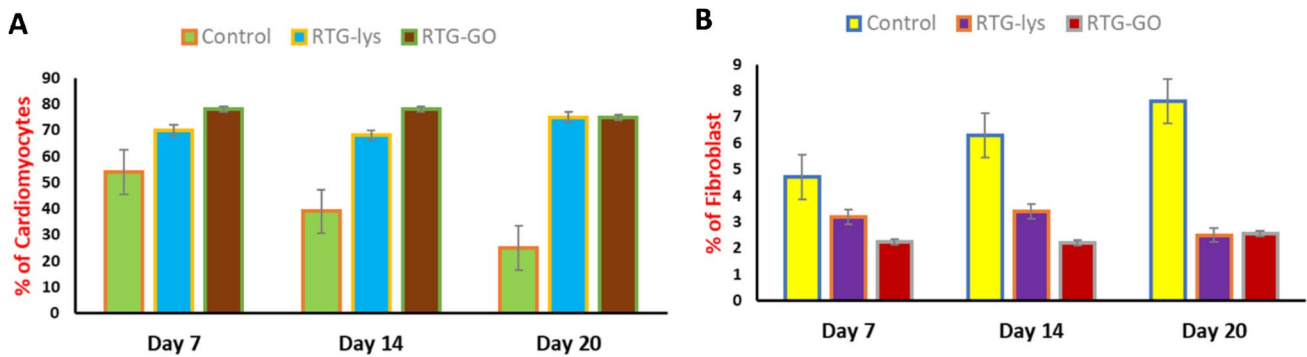 A
Control RTG-lys RTG-GO
% of Cardiomyocytes
90
80
70
60
50
40
30
20
10
0
Day 7 Day 14 Day 20
B
Control RTG-lys RTG-GO
% of Fibroblast
9
8
7
6
5
4
3
2
1
0
Day 7 Day 14 Day 20